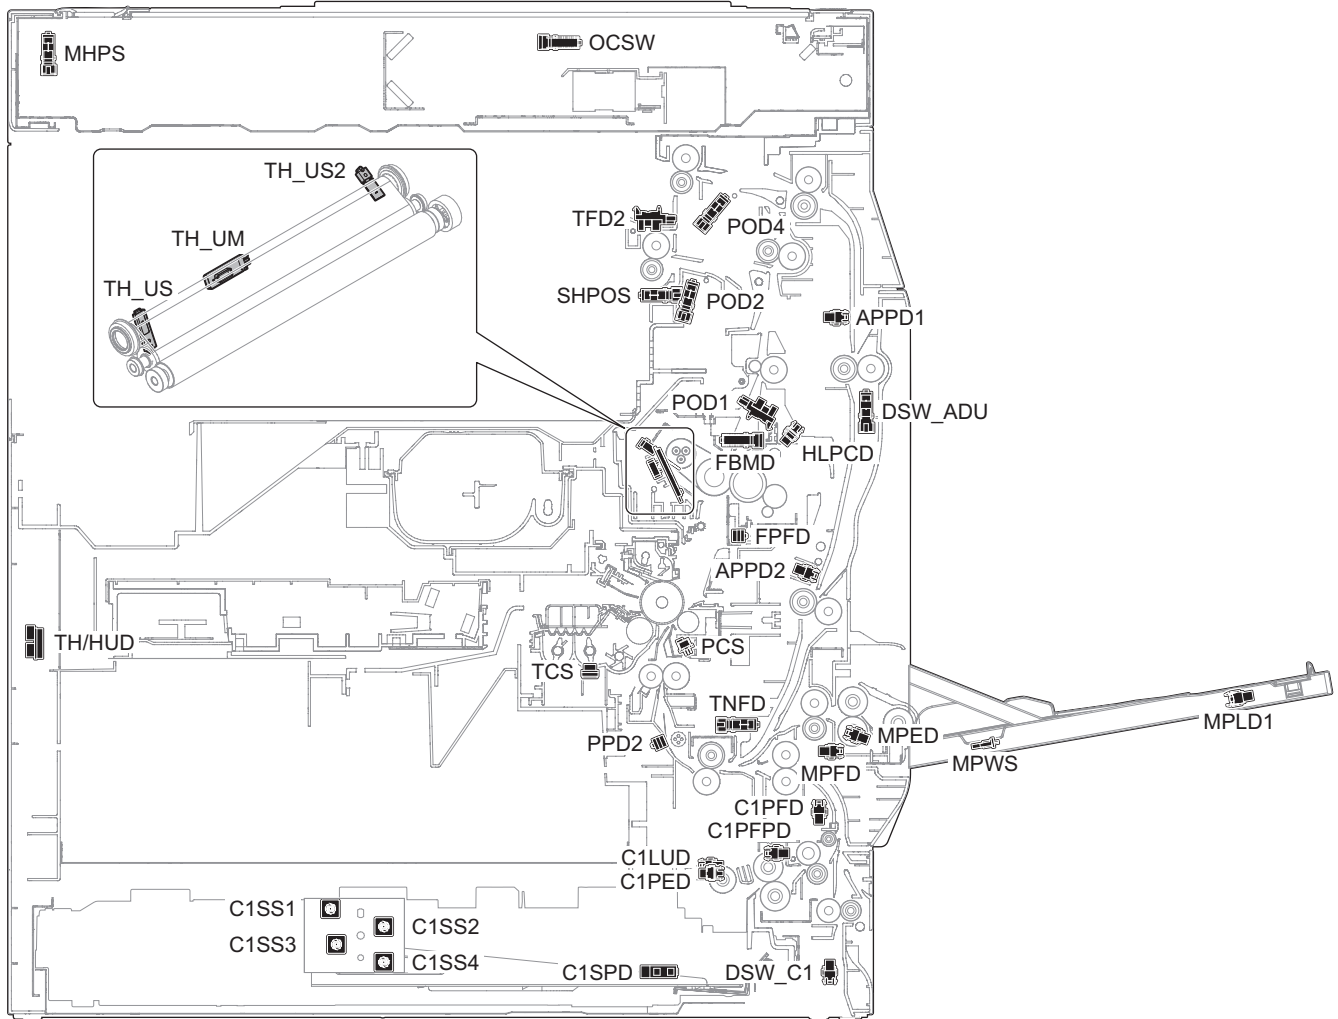 MHPS
OCSW
TH_US2
TH_UM
TH_US
TFD2
POD4
SHPOS
POD2
APPD1
POD1
DSW_ADU
FBMD
HLPCD
FPFD
APPD2
TH/HUD
PCS
TCS
TNFD
PPD2
MPED
MPLD1
MPWS
MPFD
C1PFD
C1PFPD
C1LUD
C1PED
C1SS1
C1SS2
C1SS3
C1SS4
C1SPD
DSW_C1